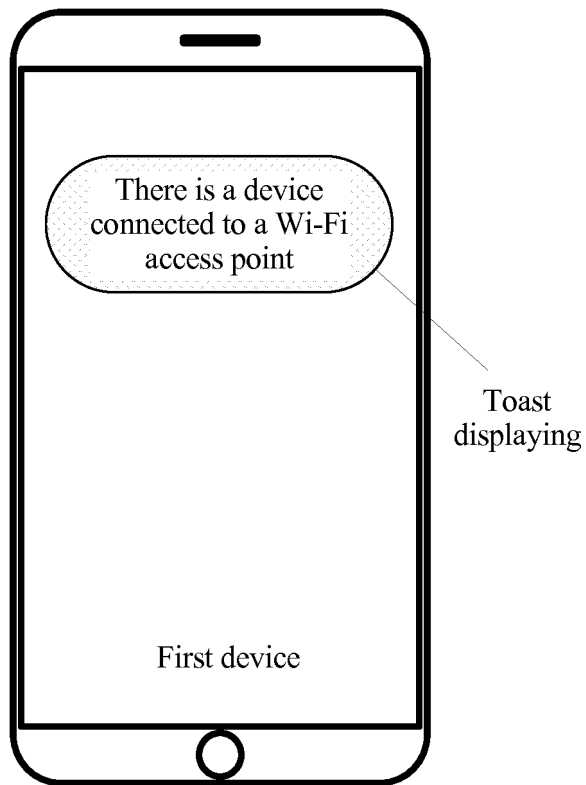 There is a device
connected to a Wi-Fi
access point
Toast
displaying
First device